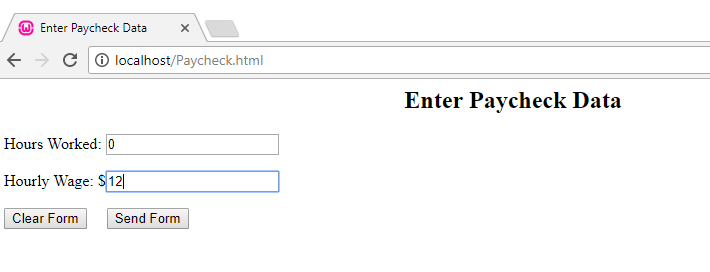 Enter Paycheck Data
localhost/Paycheck.html
Enter Paycheck Data
Hours Worked: 0
Hourly Wage: $12
Clear Form Send Form